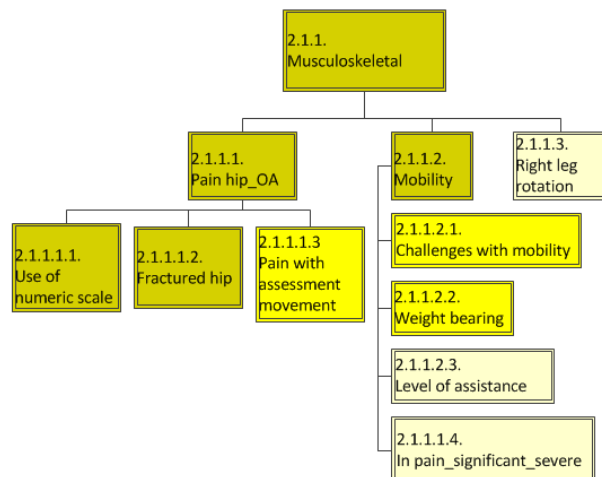 2.1.1.
Musculoskeletal
2.1.1.1.
Pain hip_OA
2.1.1.2.
Mobility
2.1.1.3.
Right leg
rotation
2.1.1.1.1.
Use of
numeric scale
2.1.1.1.2.
Fractured hip
2.1.1.1.3
Pain with
assessment
movement
2.1.1.2.1.
Challenges with mobility
2.1.1.2.2.
Weight bearing
2.1.1.2.3.
Level of assistance
2.1.1.1.4.
In pain_significant_severe